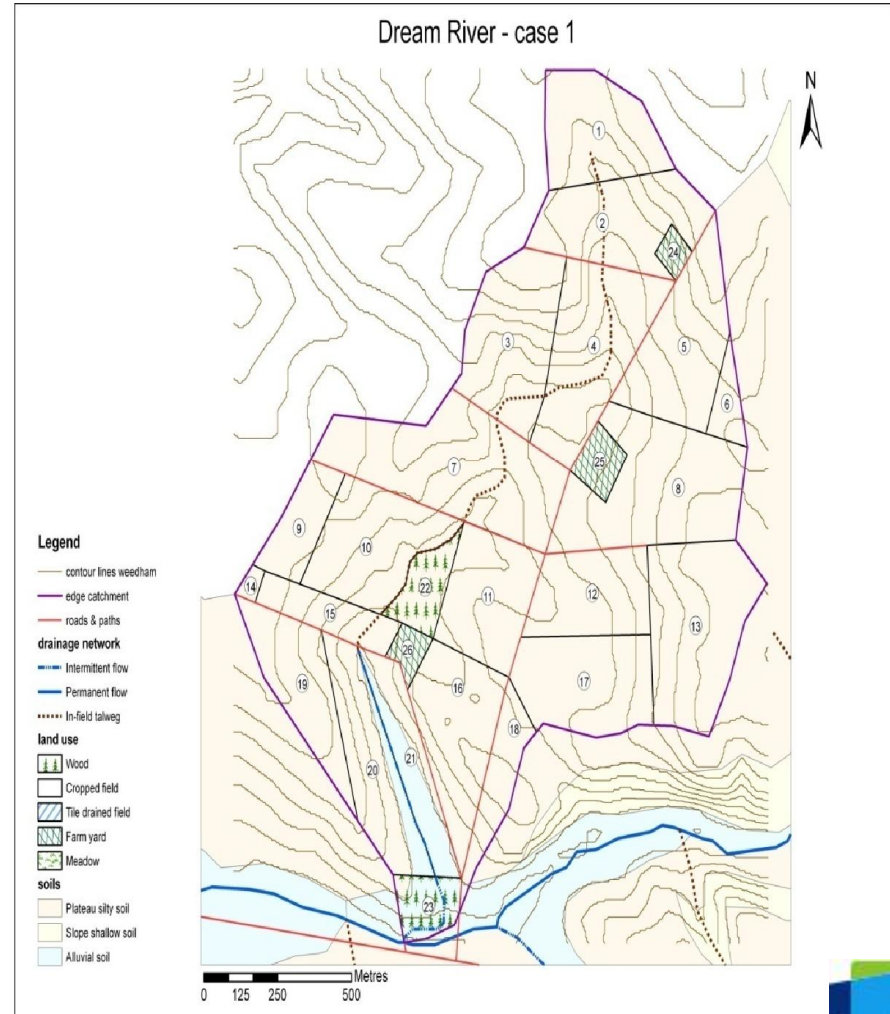 Dream River - case 1
N
1
2
24
3
4
5
6
7
25
8
9
10
22
11
12
13
14
15
26
16
17
18
19
20
21
23
Legend
contour lines weedham
edge catchment
roads & paths
drainage network
Intermittent flow
Permanent flow
In-field talweg
land use
Wood
Cropped field
Tile drained field
Farm yard
Meadow
soils
Plateau silty soil
Slope shallow soil
Alluvial soil
Metres
0 125 250 500